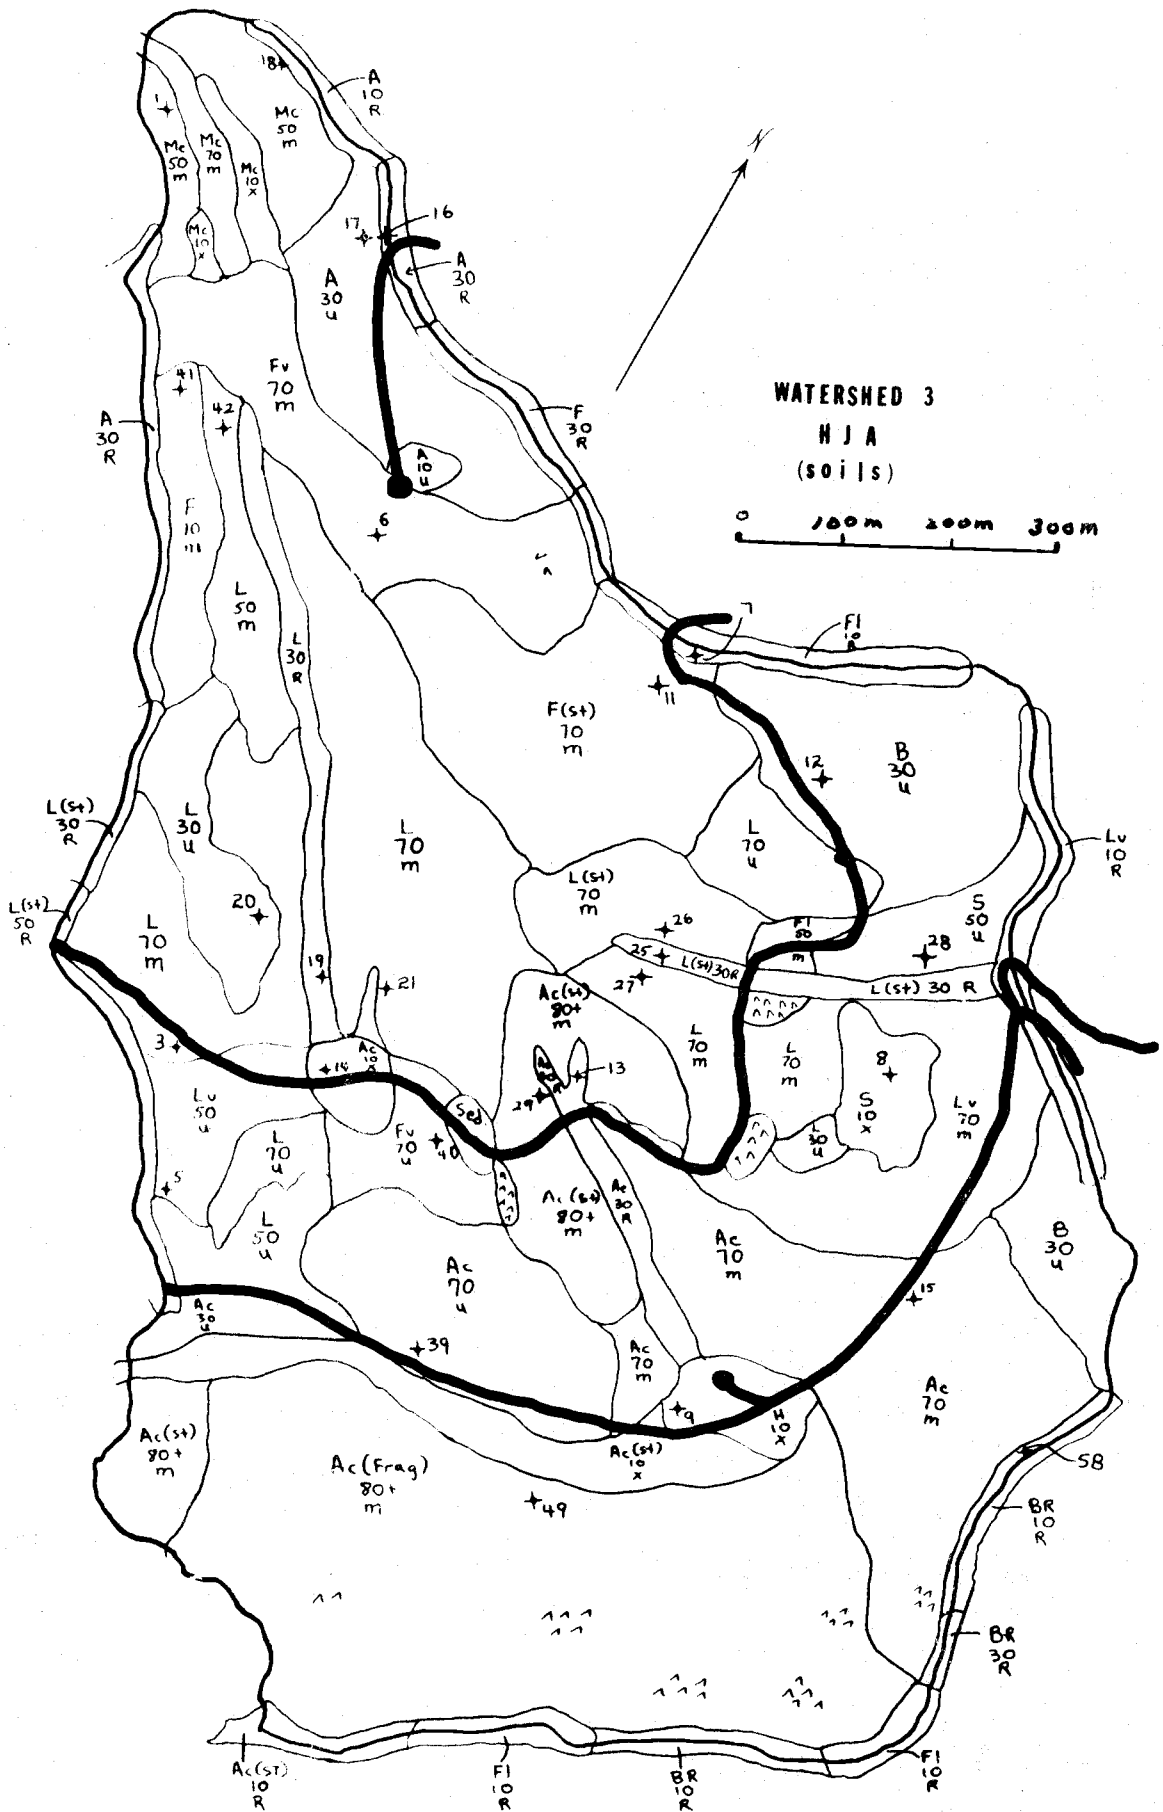 18
A
10
R
1
Mc
50
m
Mc
50
m
Mc
70
m
Mc
10
x
Mc
10
x
N
17
16
A
30
R
A
30
u
WATERSHED 3
HJA
(soils)
0 100m 200m 300m
Fv
70
m
41
42
A
30
R
F
30
R
A
10
u
F
10
m
6
L
50
m
L
30
R
7
Fl
10
R
11
F(st)
70
m
12
B
30
u
L(st)
30
R
L
30
u
L
70
m
L
70
u
Lv
10
R
L(st)
70
m
L(st)
50
R
20
L
70
m
26
Fl
50
m
S
50
u
28
25
L(st) 30R
27
L(st) 30 R
19
21
Ac(st)
80+
m
3
14
Ac
10
x
L
70
m
L
70
m
8
S
10
x
Lv
70
m
13
29
Sed
Lv
50
u
L
70
u
Fv
70
u
40
L
30
u
5
L
50
u
Ac(st)
80+
m
Ac
30
R
Ac
70
m
B
30
u
Ac
70
u
15
Ac
30
u
39
Ac
70
m
9
H
10
x
Ac
70
m
Ac(st)
80+
m
Ac(Frag)
80+
m
Ac(st)
10
x
49
58
BR
10
R
BR
30
R
Ac(ST)
10
R
Fl
10
R
BR
10
R
Fl
10
R